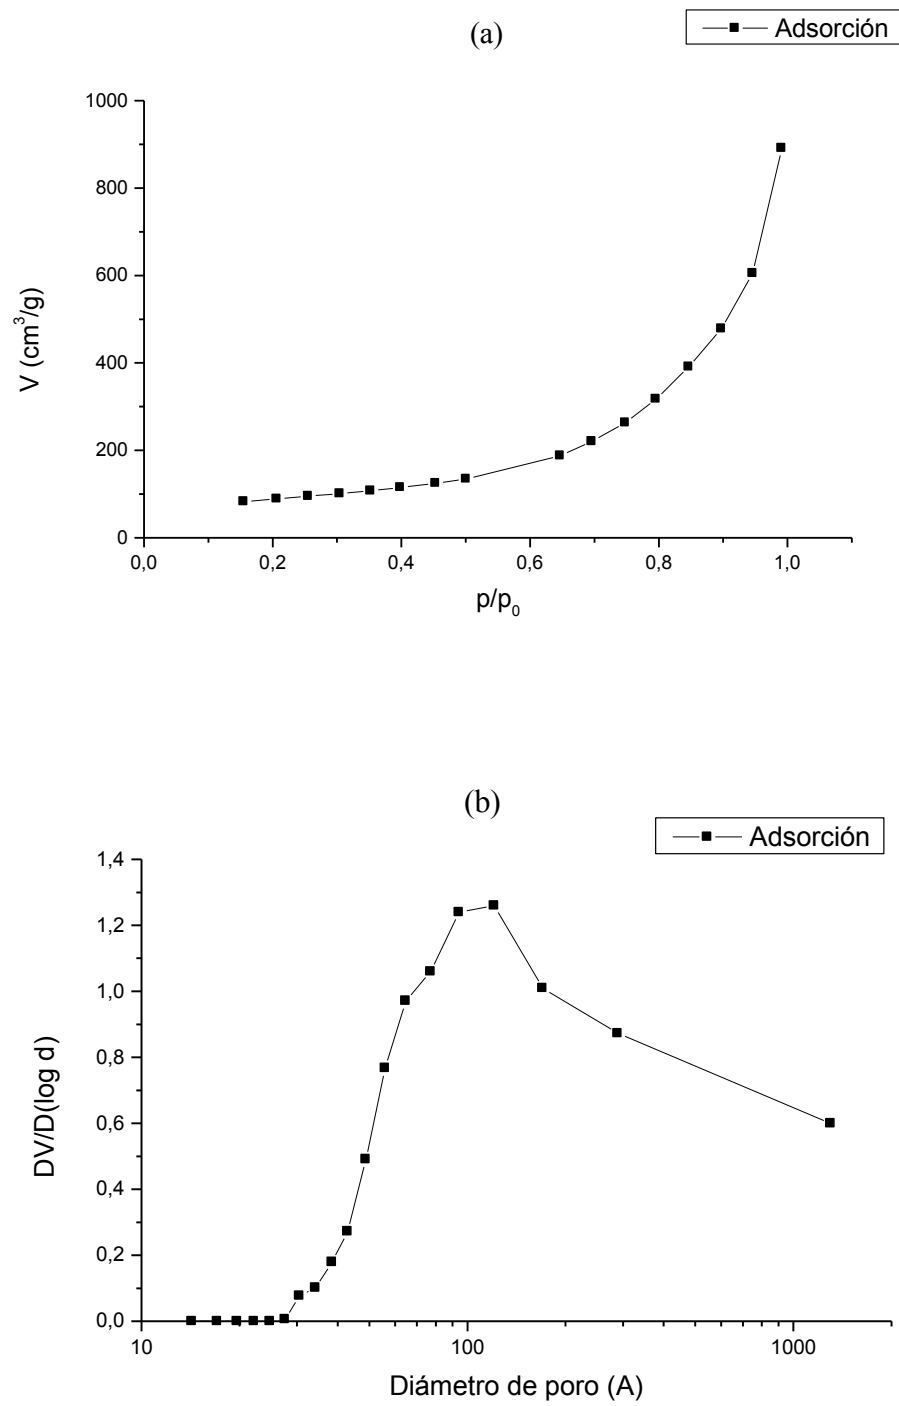 (a)
Adsorción
1000
800
600
400
200
0
V (cm³/g)
0,0 0,2 0,4 0,6 0,8 1,0
p/p₀
(b)
Adsorción
1,4
1,2
1,0
0,8
0,6
0,4
0,2
0,0
DV/D(log d)
10 100 1000
Diámetro de poro (A)